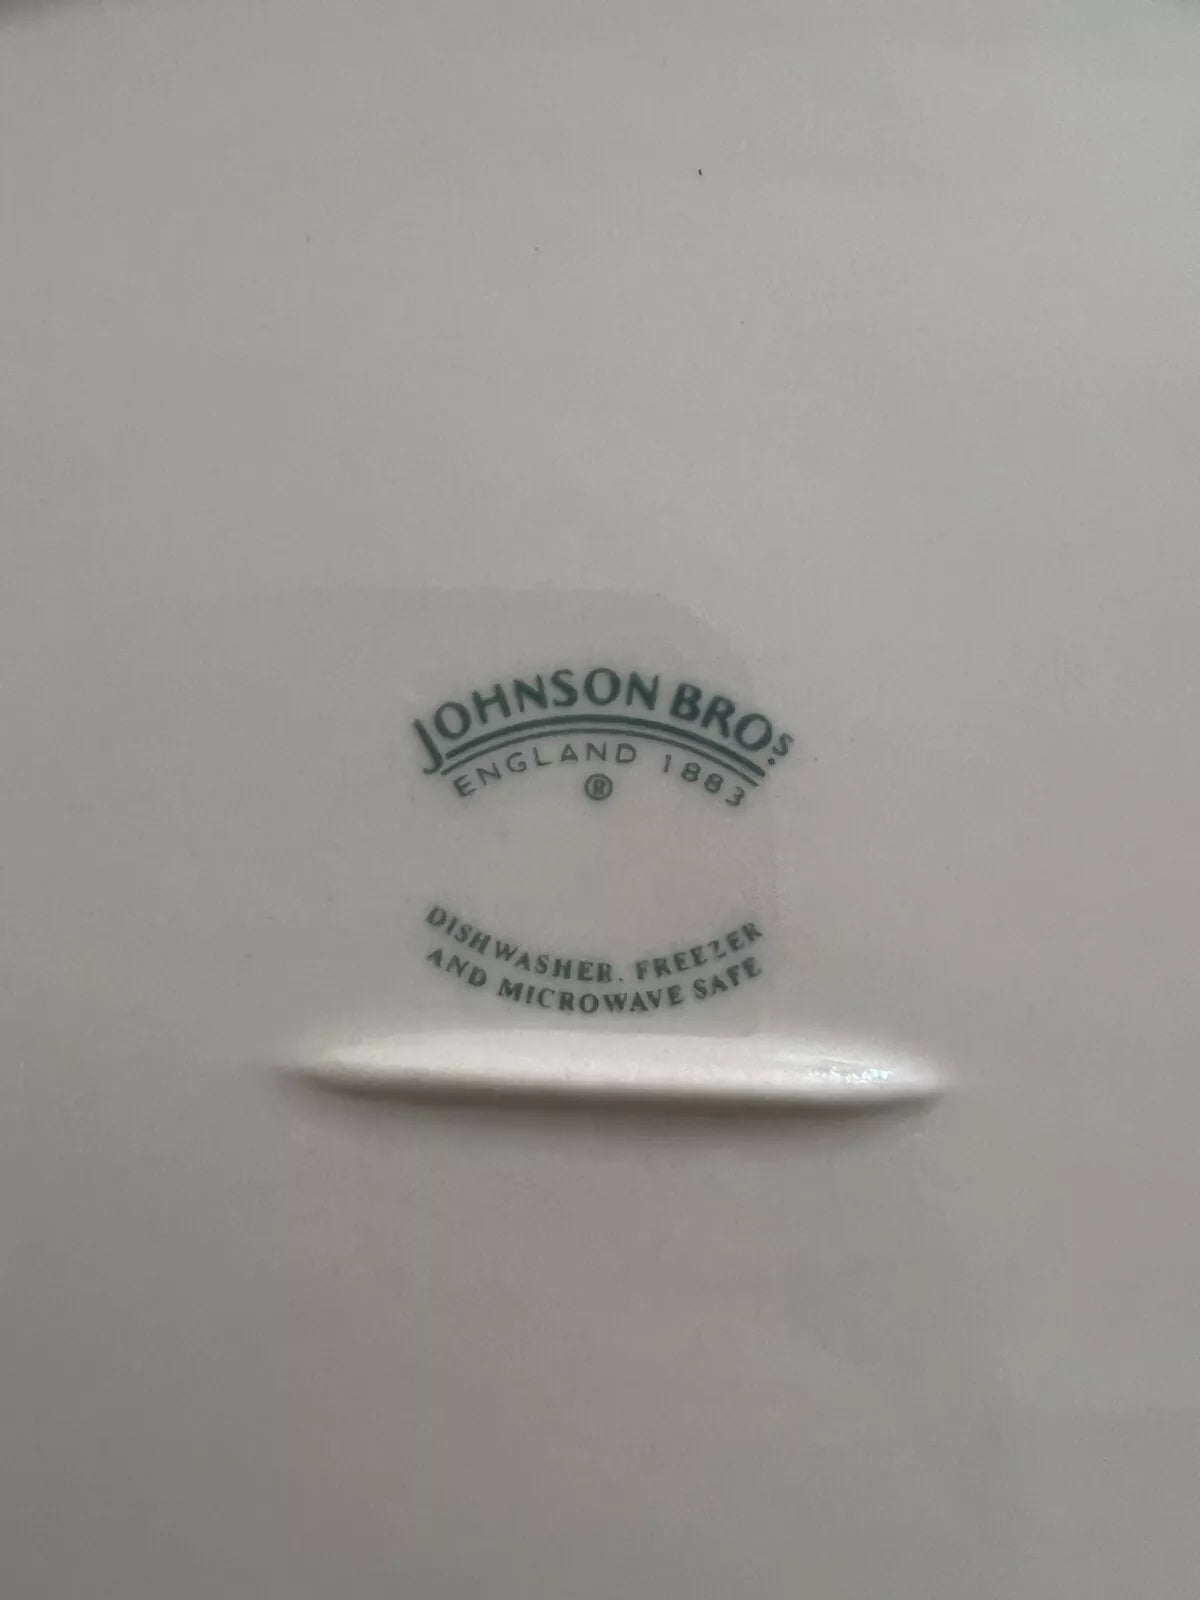 JOHNSON BROS
ENGLAND 1883
®
DISHWASHER. FREEZER
AND MICROWAVE SAFE